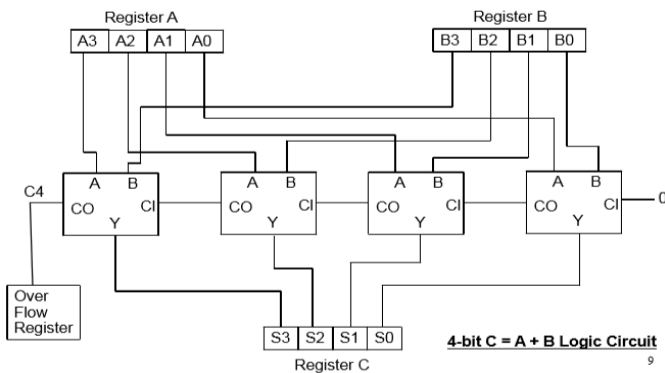 Register A
Register B
A3 A2 A1 A0
B3 B2 B1 B0
C4
A B
CO CI
Y
A B
CO CI
Y
A B
CO CI
Y
A B
CO CI
Y
0
Over
Flow
Register
S3 S2 S1 S0
Register C
4-bit C = A + B Logic Circuit
9